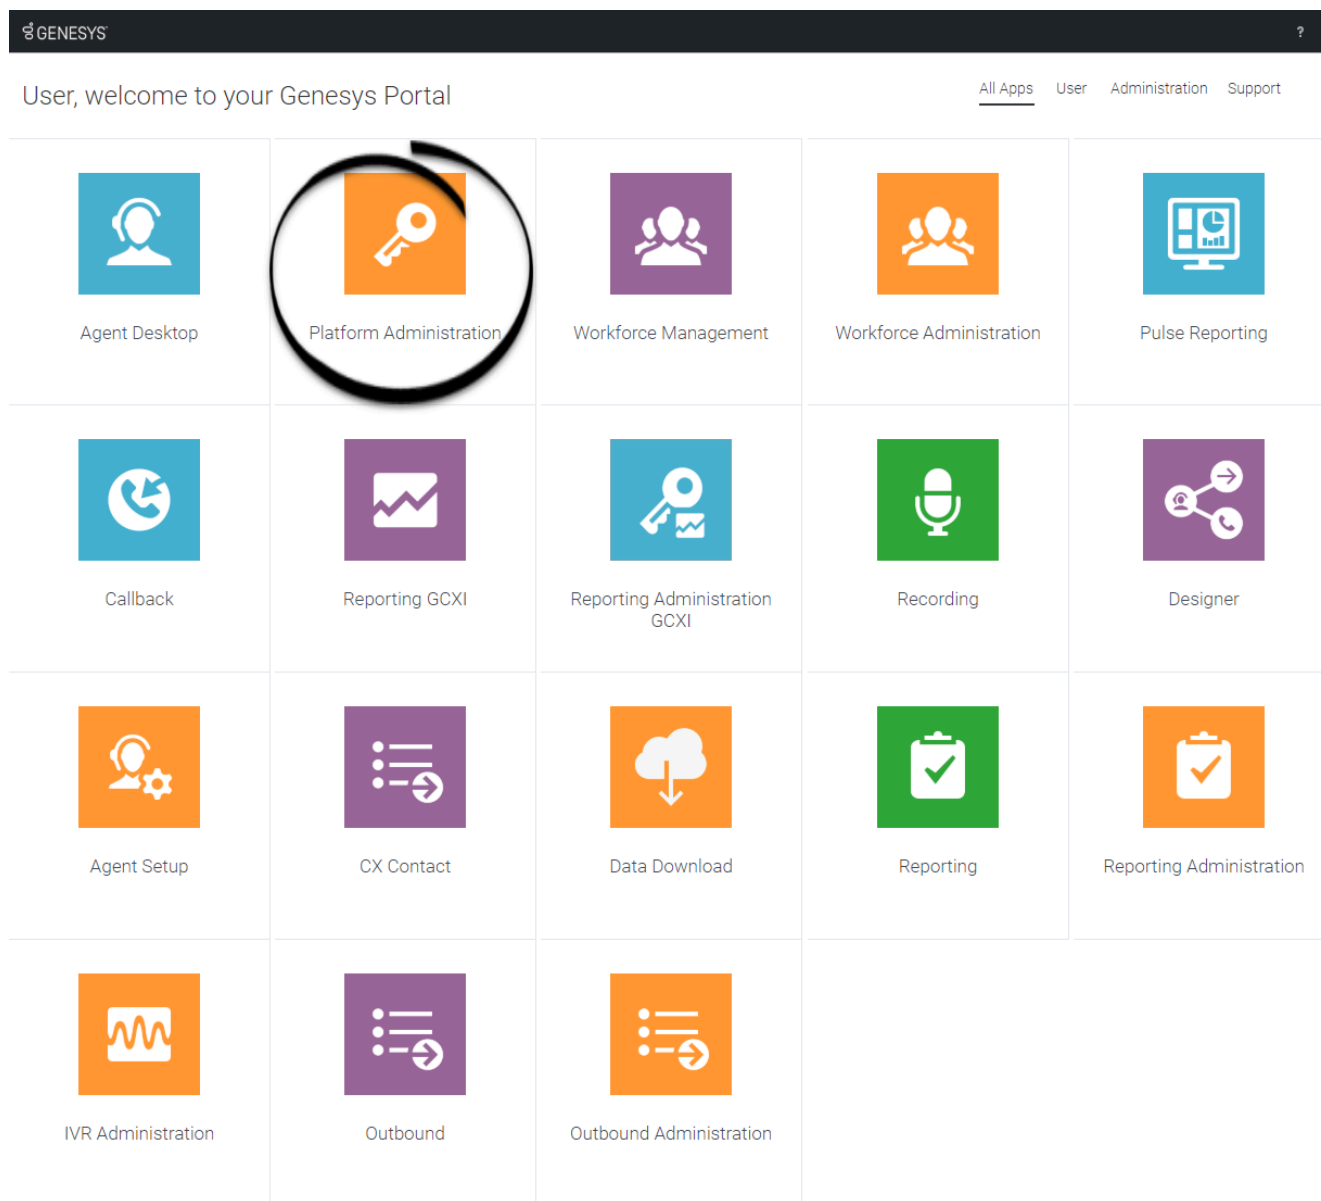 GENESYS
?
User, welcome to your Genesys Portal
All Apps User Administration Support
Agent Desktop
Platform Administration
Workforce Management
Workforce Administration
Pulse Reporting
Callback
Reporting GCXI
Reporting Administration
GCXI
Recording
Designer
Agent Setup
CX Contact
Data Download
Reporting
Reporting Administration
IVR Administration
Outbound
Outbound Administration